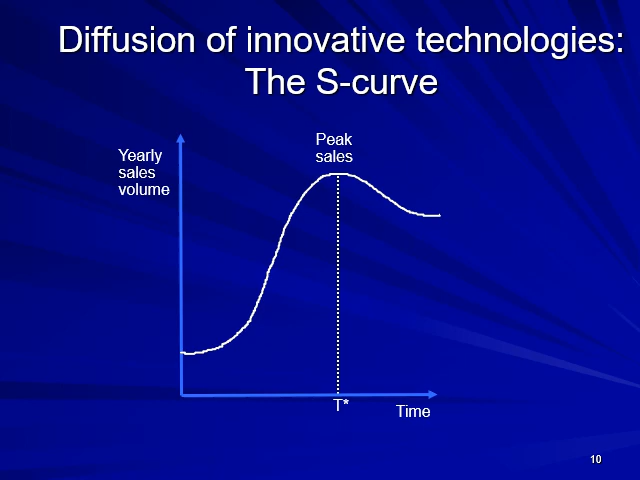 Diffusion of innovative technologies:
The S-curve
Peak
sales
Yearly
sales
volume
T*
Time
10